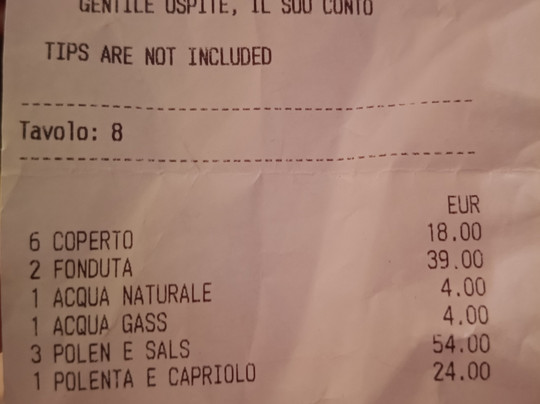 GENTILE OSPITE, IL SUO CONTO
TIPS ARE NOT INCLUDED
Tavolo: 8
EUR
6 COPERTO 18.00
2 FONDUTA 39.00
1 ACQUA NATURALE 4.00
1 ACQUA GASS 4.00
3 POLEN E SALS 54.00
1 POLENTA E CAPRIOLO 24.00